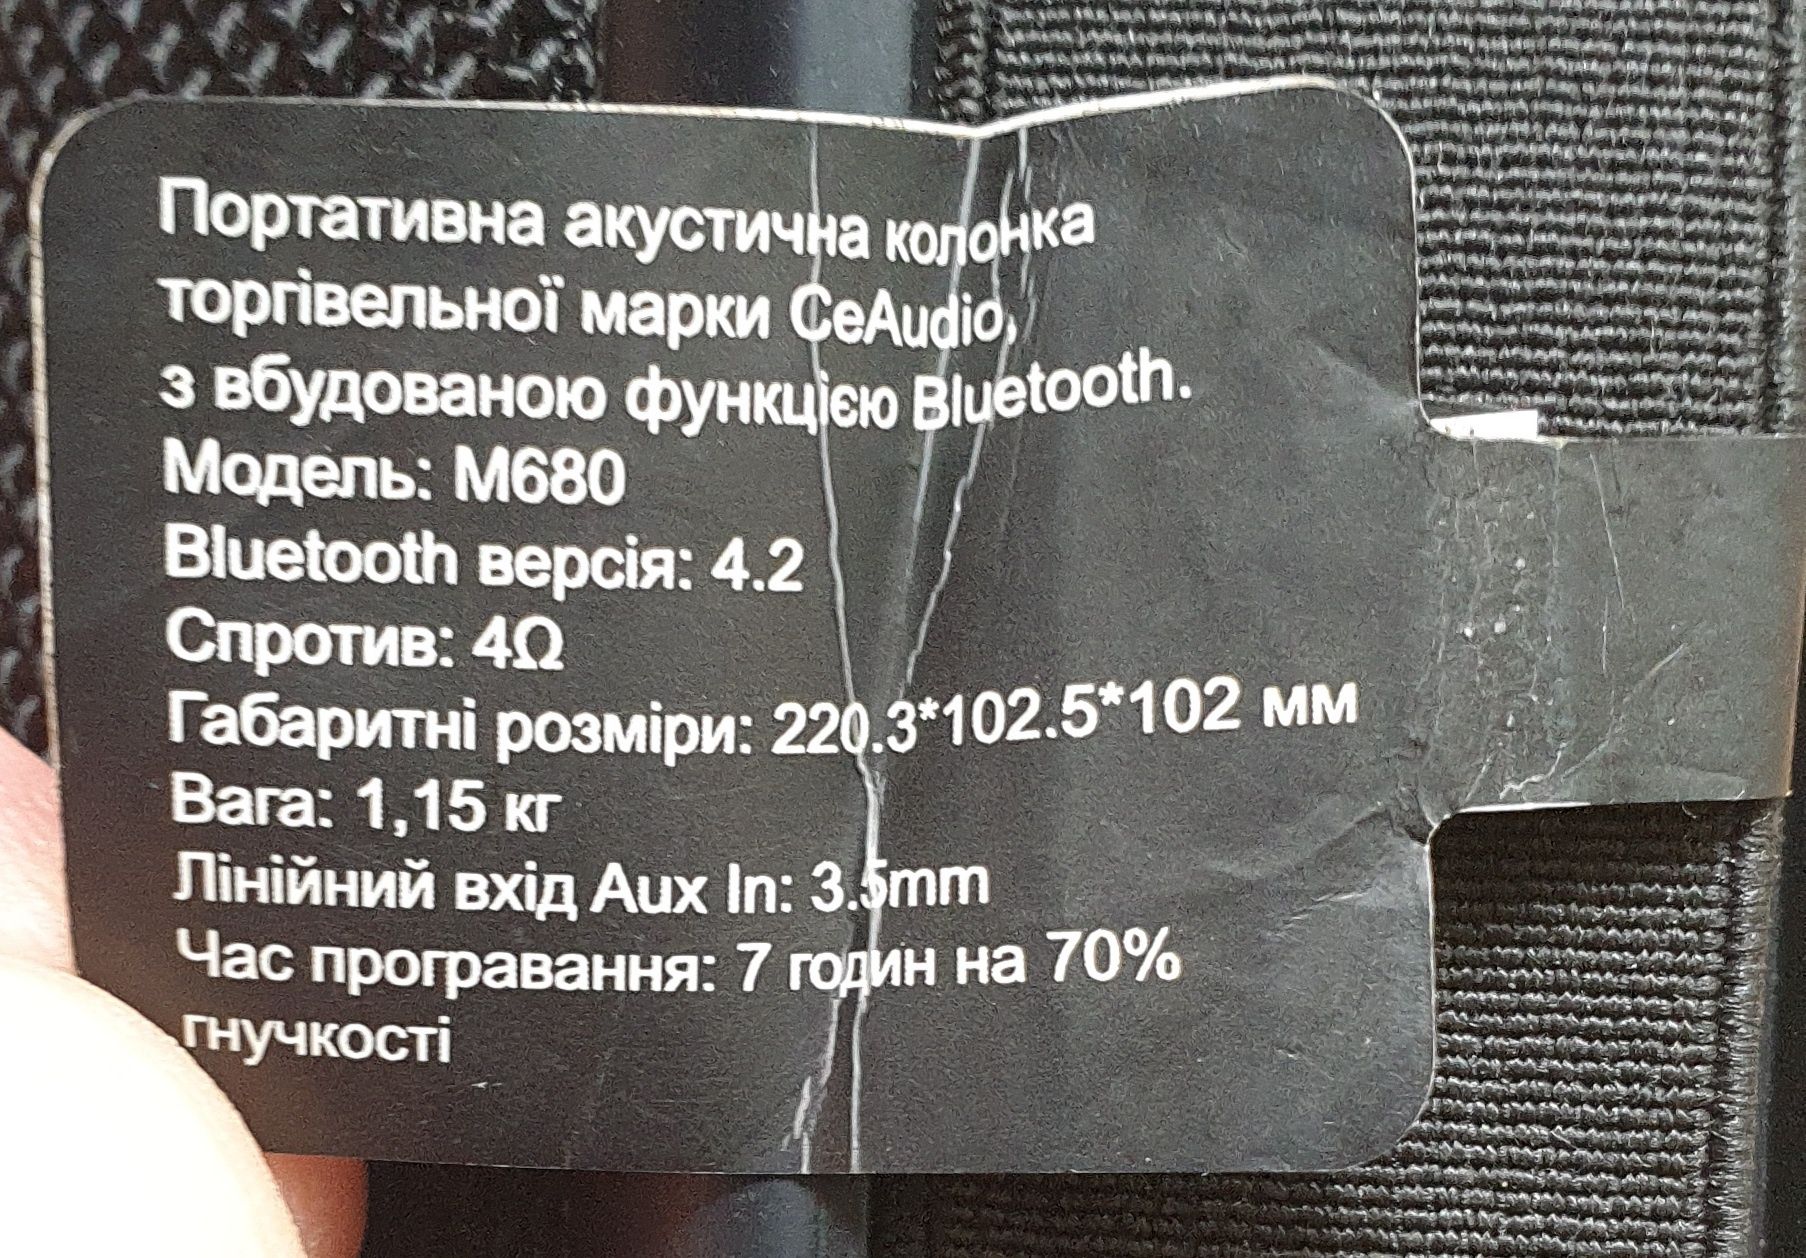 Портативна акустична колонка
торгівельної марки CeAudio,
з вбудованою функцією Bluetooth.
Модель: M680
Bluetooth версія: 4.2
Спротив: 4Ω
Габаритні розміри: 220.3*102.5*102 мм
Вага: 1,15 кг
Лінійний вхід Aux In: 3.5mm
Час програвання: 7 годин на 70%
гнучкості